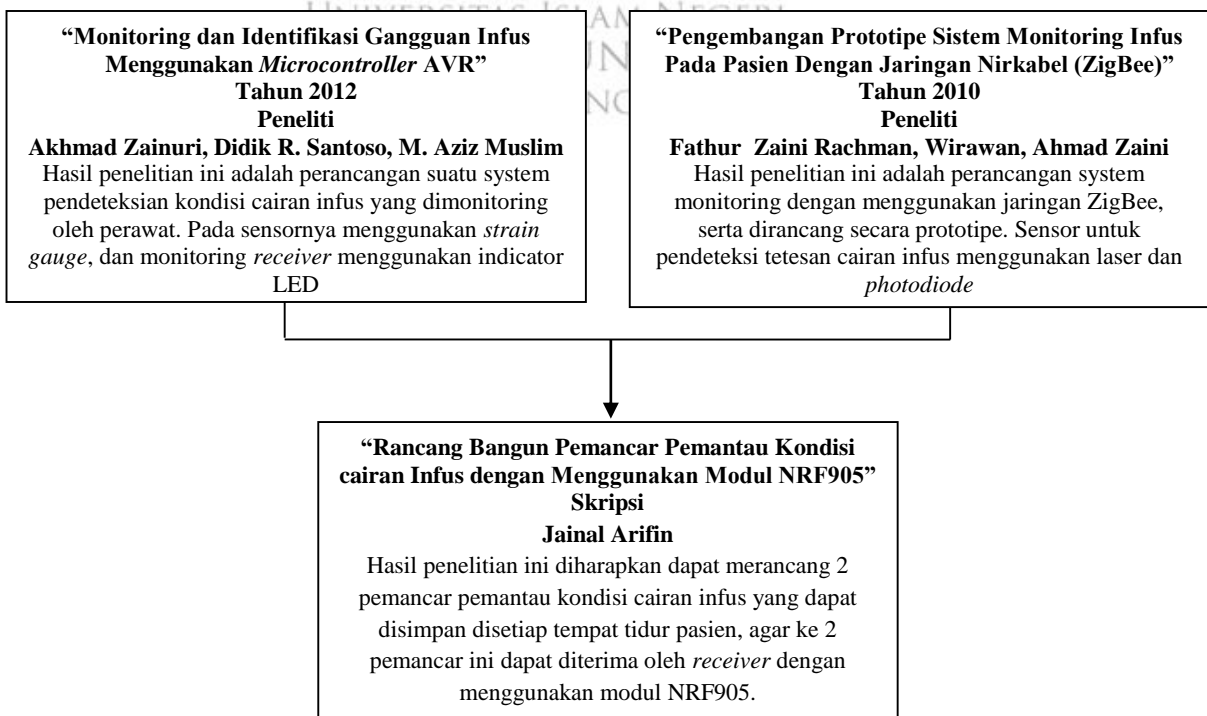 UNIVERSITAS ISLAM NEGERI
“Monitoring dan Identifikasi Gangguan Infus
Menggunakan Microcontroller AVR”
Tahun 2012
Peneliti
Akhmad Zainuri, Didik R. Santoso, M. Aziz Muslim
Hasil penelitian ini adalah perancangan suatu system
pendeteksian kondisi cairan infus yang dimonitoring
oleh perawat. Pada sensornya menggunakan strain
gauge, dan monitoring receiver menggunakan indicator
LED
“Pengembangan Prototipe Sistem Monitoring Infus
Pada Pasien Dengan Jaringan Nirkabel (ZigBee)”
Tahun 2010
Peneliti
Fathur Zaini Rachman, Wirawan, Ahmad Zaini
Hasil penelitian ini adalah perancangan system
monitoring dengan menggunakan jaringan ZigBee,
serta dirancang secara prototipe. Sensor untuk
pendeteksi tetesan cairan infus menggunakan laser dan
photodiode
“Rancang Bangun Pemancar Pemantau Kondisi
cairan Infus dengan Menggunakan Modul NRF905”
Skripsi
Jainal Arifin
Hasil penelitian ini diharapkan dapat merancang 2
pemancar pemantau kondisi cairan infus yang dapat
disimpan disetiap tempat tidur pasien, agar ke 2
pemancar ini dapat diterima oleh receiver dengan
menggunakan modul NRF905.